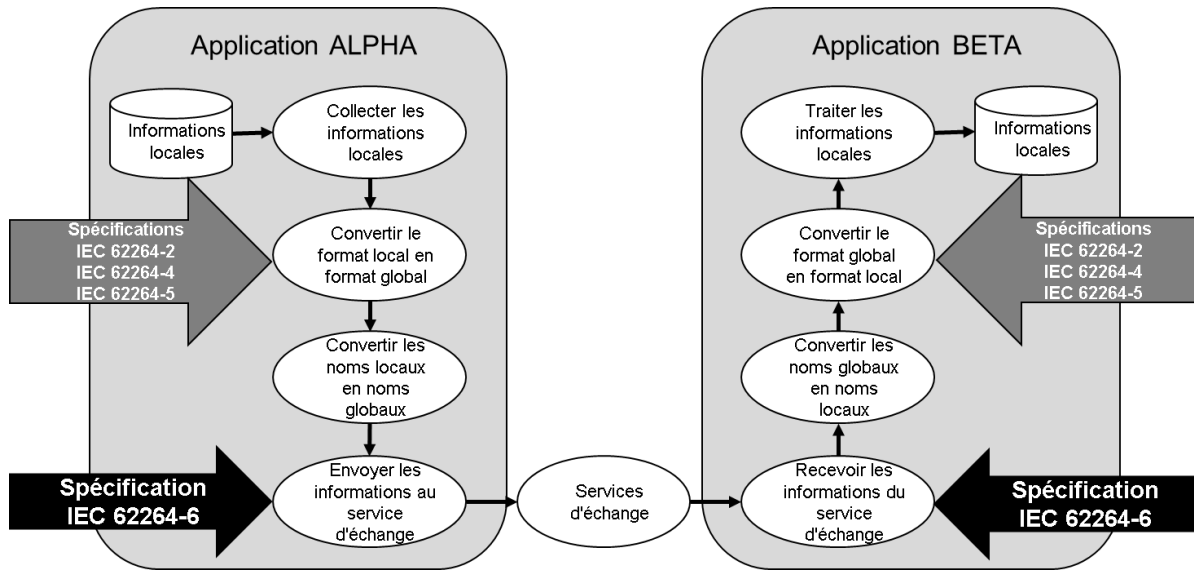 Application ALPHA
Informations
locales
Collecter les
informations
locales
Spécifications
IEC 62264-2
IEC 62264-4
IEC 62264-5
Convertir le
format local en
format global
Convertir les
noms locaux
en noms
globaux
Spécification
IEC 62264-6
Envoyer les
informations au
service
d'échange
Services
d'échange
Application BETA
Traiter les
informations
locales
Informations
locales
Convertir le
format global
en format local
Spécifications
IEC 62264-2
IEC 62264-4
IEC 62264-5
Convertir les
noms globaux
en noms
locaux
Recevoir les
informations du
service
d'échange
Spécification
IEC 62264-6